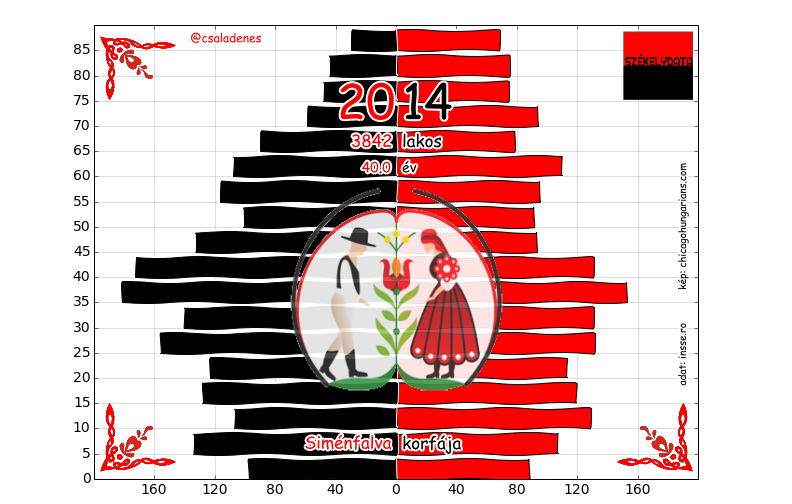 @csaladenes
SZÉKELYDATA
2014
3842 lakos
40.0 év
kép: chicagohungarians.com
adat: insse.ro
Siménfalva korfája
85
80
75
70
65
60
55
50
45
40
35
30
25
20
15
10
5
0
160 120 80 40 0 40 80 120 160